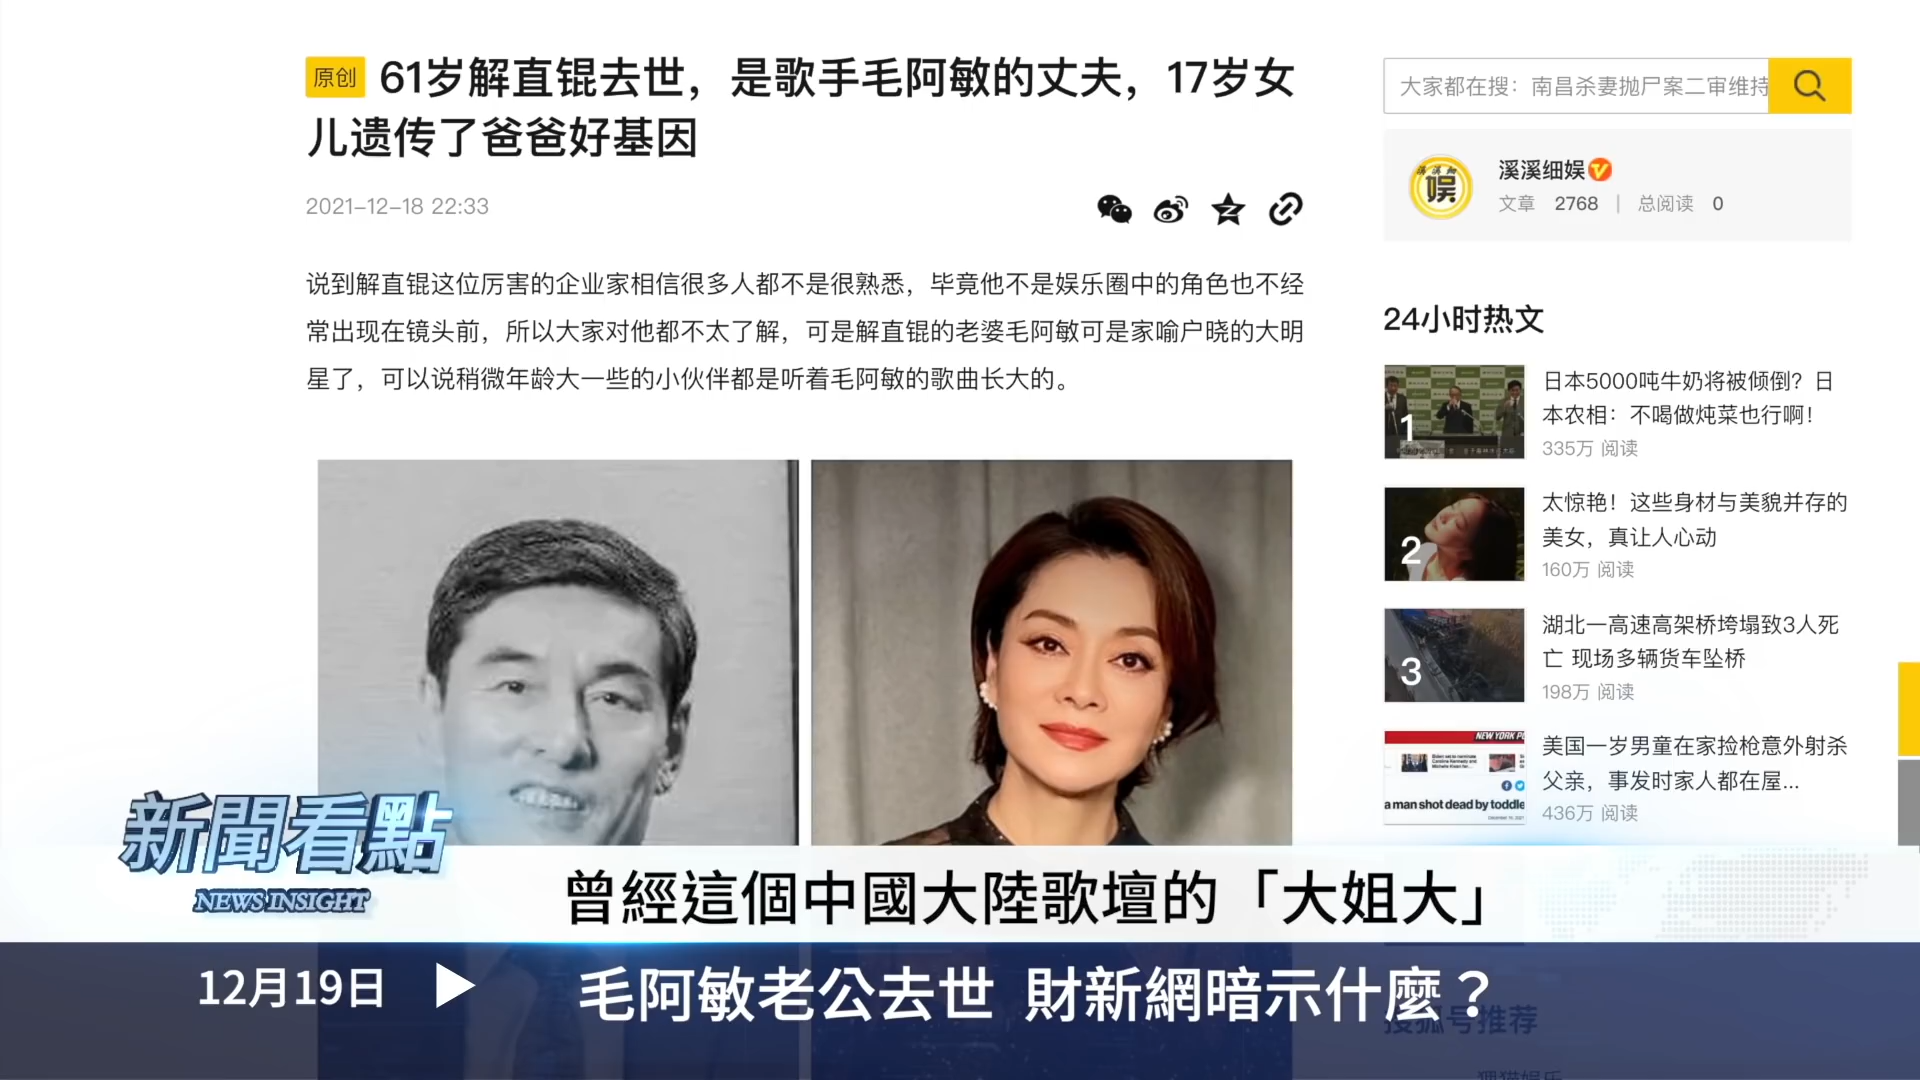 原创 61岁解直锟去世，是歌手毛阿敏的丈夫，17岁女
儿遗传了爸爸好基因
2021-12-18 22:33
说到解直锟这位厉害的企业家相信很多人都不是很熟悉，毕竟他不是娱乐圈中的角色也不经
常出现在镜头前，所以大家对他都不太了解，可是解直锟的老婆毛阿敏可是家喻户晓的大明
星了，可以说稍微年龄大一些的小伙伴都是听着毛阿敏的歌曲长大的。
大家都在搜：南昌杀妻抛尸案二审维持
娱
溪溪细娱
文章 2768 | 总阅读 0
24小时热文
1
日本5000吨牛奶将被倾倒？日
本农相：不喝做炖菜也行啊！
335万 阅读
2
太惊艳！这些身材与美貌并存的
美女，真让人心动
160万 阅读
3
湖北一高速高架桥垮塌致3人死
亡 现场多辆货车坠桥
198万 阅读
NEW YORK
a man shot dead by toddle
美国一岁男童在家捡枪意外射杀
父亲，事发时家人都在屋...
436万 阅读
新聞看點
NEWS INSIGHT
曾經這個中國大陸歌壇的「大姐大」
12月19日
毛阿敏老公去世 財新網暗示什麼？
搜狐号推荐